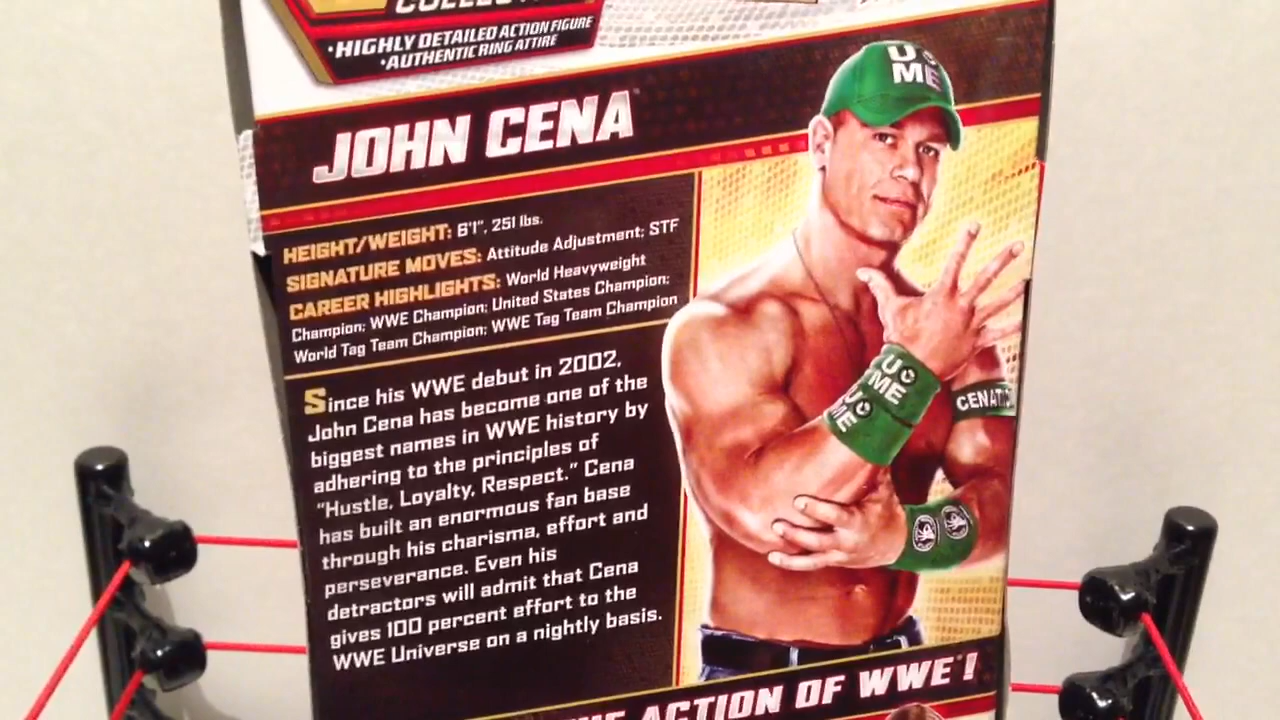 •HIGHLY DETAILED ACTION FIGURE
•AUTHENTIC RING ATTIRE
U ME
JOHN CENA
HEIGHT/WEIGHT: 6'1", 251 lbs.
SIGNATURE MOVES: Attitude Adjustment; STF
CAREER HIGHLIGHTS: World Heavyweight
Champion; WWE Champion; United States Champion;
World Tag Team Champion; WWE Tag Team Champion
Since his WWE debut in 2002,
John Cena has become one of the
biggest names in WWE history by
adhering to the principles of
“Hustle, Loyalty, Respect.” Cena
has built an enormous fan base
through his charisma, effort and
perseverance. Even his
detractors will admit that Cena
gives 100 percent effort to the
WWE Universe on a nightly basis.
U
ME
U
ME
ACTION OF WWE®!